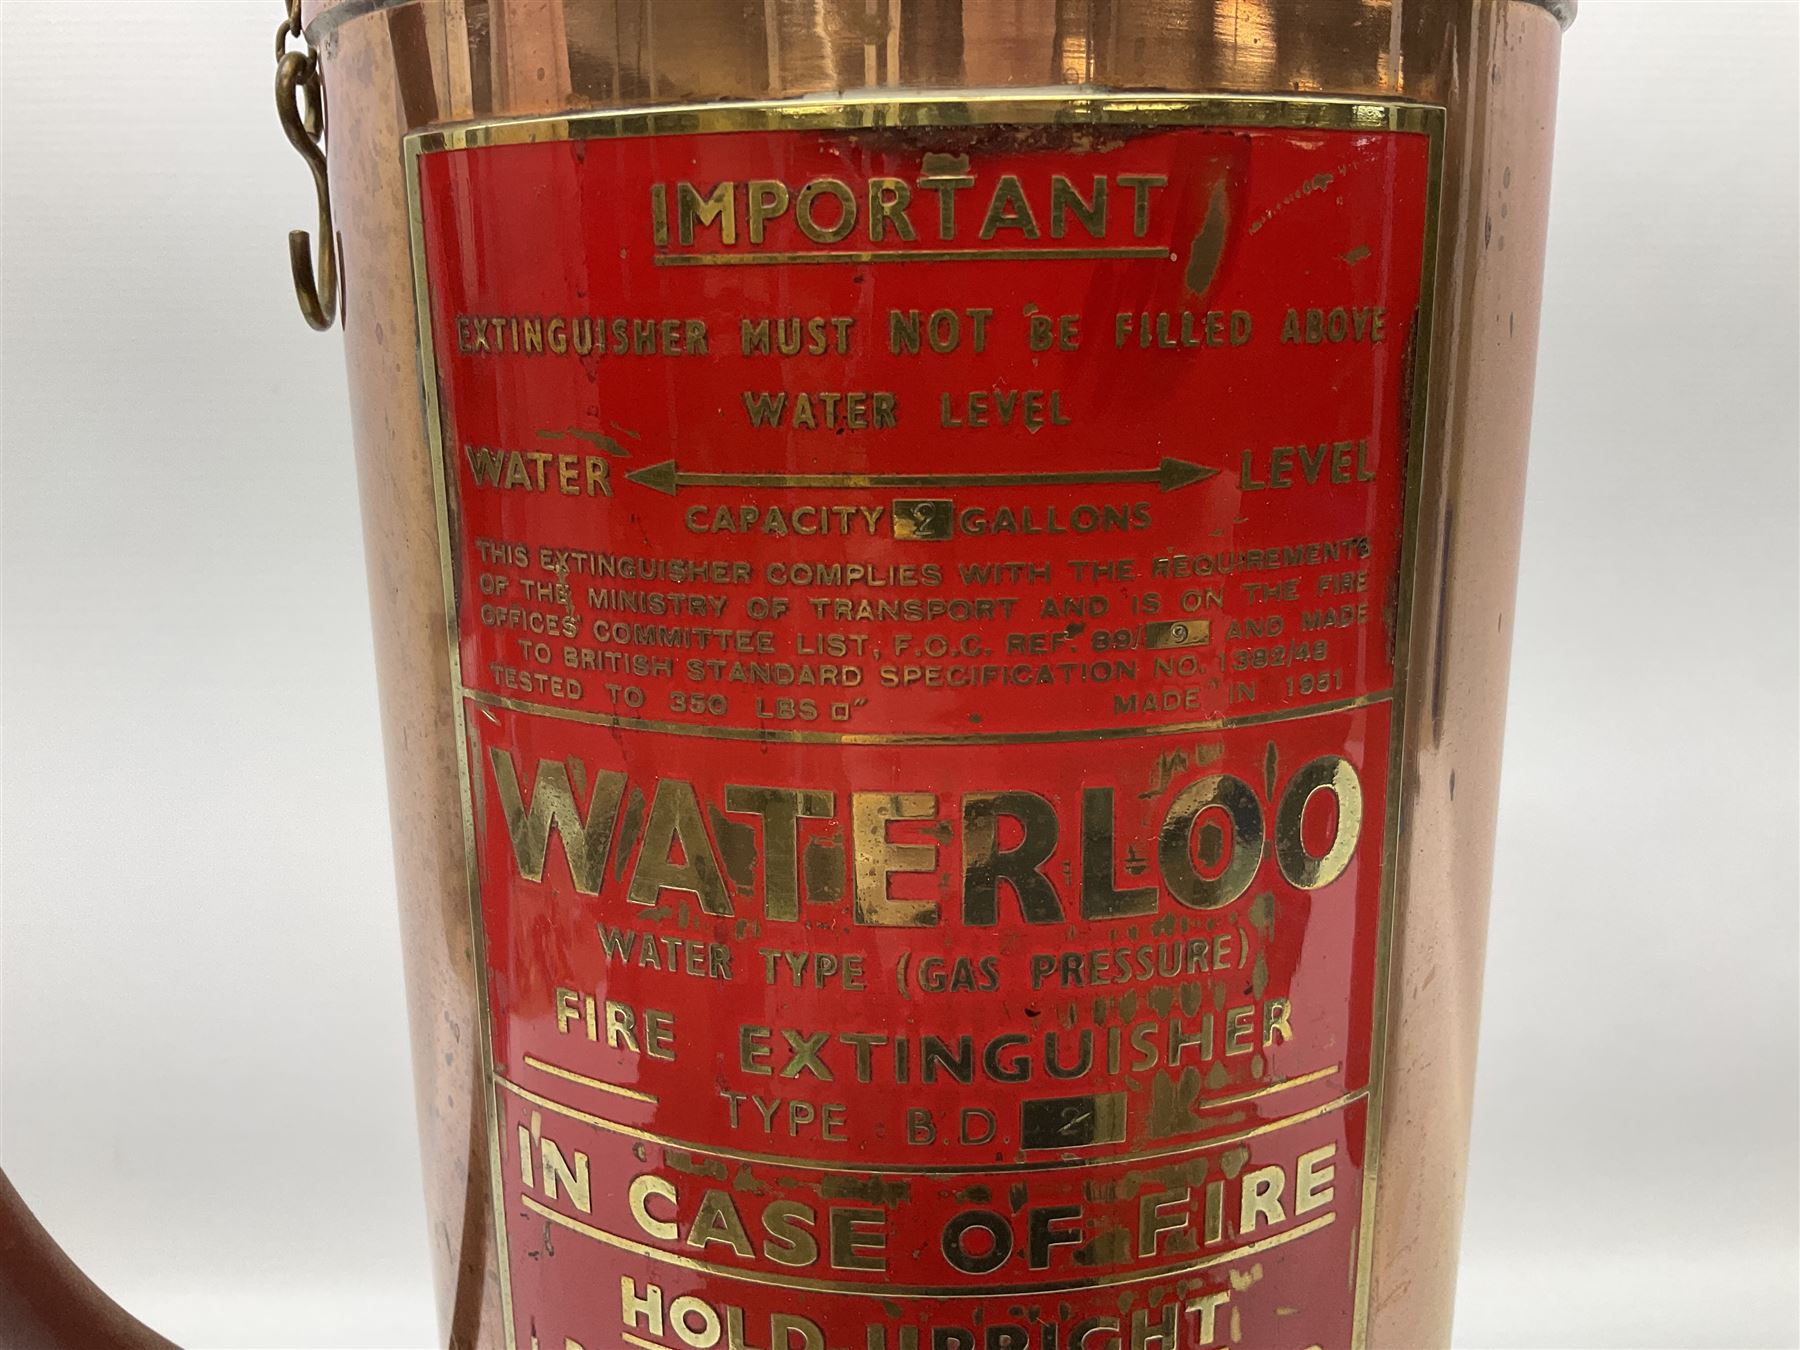 IMPORTANT
EXTINGUISHER MUST NOT BE FILLED ABOVE
WATER LEVEL
WATER LEVEL
CAPACITY 2 GALLONS
THIS EXTINGUISHER COMPLIES WITH THE REQUIREMENTS
OF THE MINISTRY OF TRANSPORT AND IS ON THE FIRE
OFFICES' COMMITTEE LIST, F.O.C. REF. 89/9 AND MADE
TO BRITISH STANDARD SPECIFICATION NO. 1382/48
TESTED TO 350 LBS □" MADE IN 1951
WATERLOO
WATER TYPE (GAS PRESSURE)
FIRE EXTINGUISHER
TYPE B.D. 2
IN CASE OF FIRE
HOLD UPRIGHT